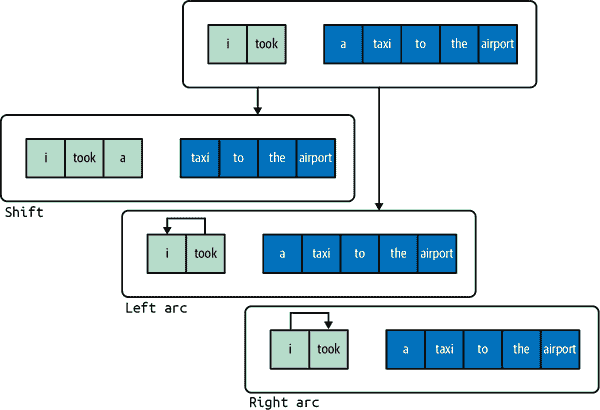 i took a taxi to the airport
i took a taxi to the airport
Shift
i took a taxi to the airport
Left arc
i took a taxi to the airport
Right arc